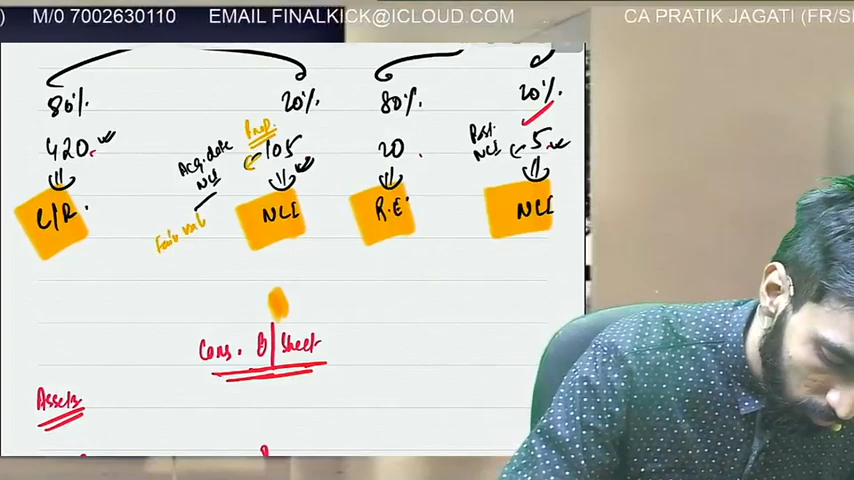 M/0 7002630110 EMAIL FINALKICK@ICLOUD.COM CA PRATIK JAGATI (FR/S
80% 20% 80% 20%
Prop.
420 Acq. date NCI 105 20 Post. NCI 5
C/R. NCI R.E NCI
Fair val
Cons. B/Sheet
Assets